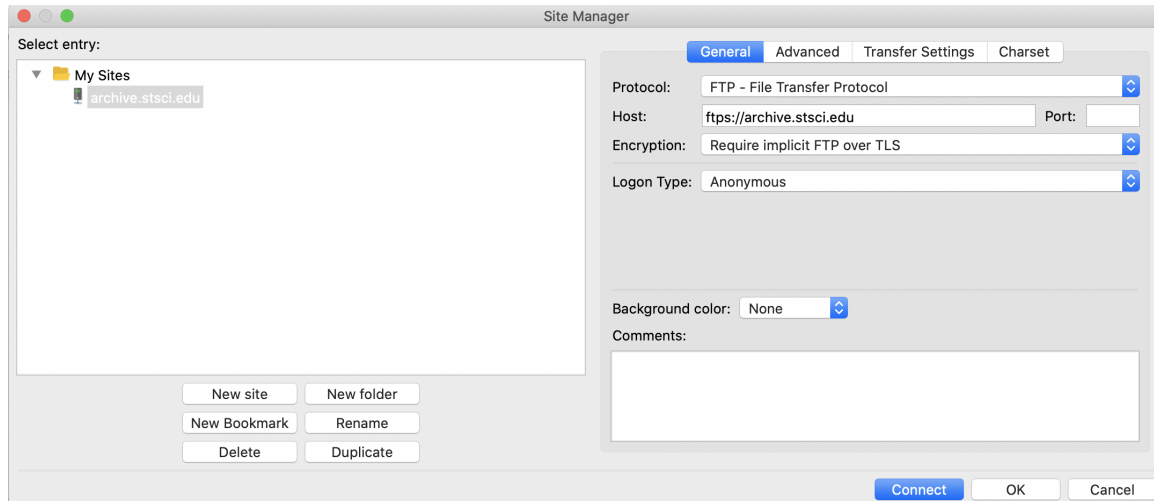 Site Manager
Select entry:
My Sites
archive.stsci.edu
New site
New folder
New Bookmark
Rename
Delete
Duplicate
General Advanced Transfer Settings Charset
Protocol: FTP - File Transfer Protocol
Host: ftps://archive.stsci.edu Port:
Encryption: Require implicit FTP over TLS
Logon Type: Anonymous
Background color: None
Comments:
Connect OK Cancel